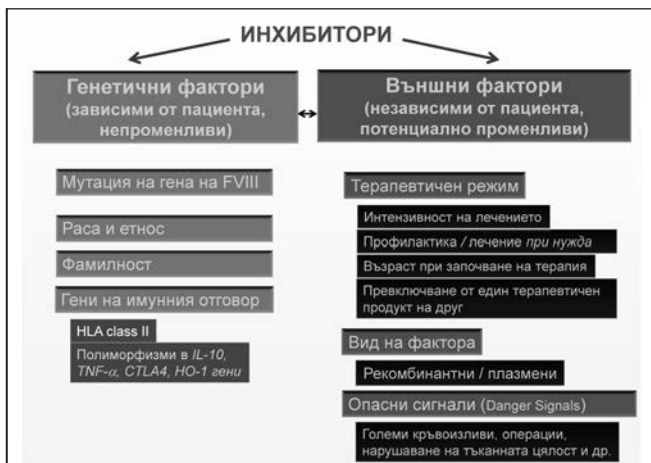 ИНХИБИТОРИ
Генетични фактори
(зависими от пациента,
непроменливи)
Мутация на гена на FVIII
Раса и етнос
Фамилност
Гени на имунния отговор
HLA class II
Полиморфизми в IL-10,
TNF-α, CTLA4, HO-1 гени
Външни фактори
(независими от пациента,
потенциално променливи)
Терапевтичен режим
Интензивност на лечението
Профилактика / лечение при нужда
Възраст при започване на терапия
Превключване от един терапевтичен
продукт на друг
Вид на фактора
Рекомбинантни / плазмени
Опасни сигнали (Danger Signals)
Големи кръвоизливи, операции,
нарушаване на тъканната цялост и др.